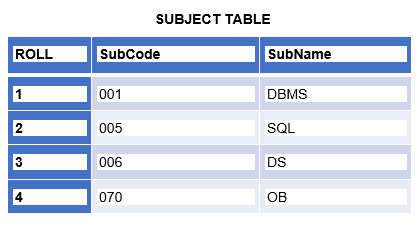 SUBJECT TABLE
ROLL SubCode SubName
1 001 DBMS
2 005 SQL
3 006 DS
4 070 OB